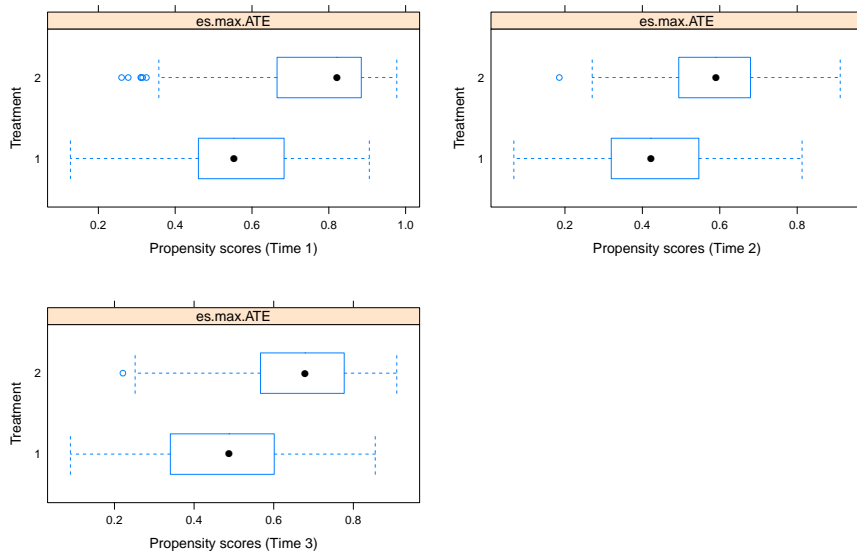 es.max.ATE
Treatment
2
1
0.2 0.4 0.6 0.8 1.0
Propensity scores (Time 1)
es.max.ATE
Treatment
2
1
0.2 0.4 0.6 0.8
Propensity scores (Time 2)
es.max.ATE
Treatment
2
1
0.2 0.4 0.6 0.8
Propensity scores (Time 3)